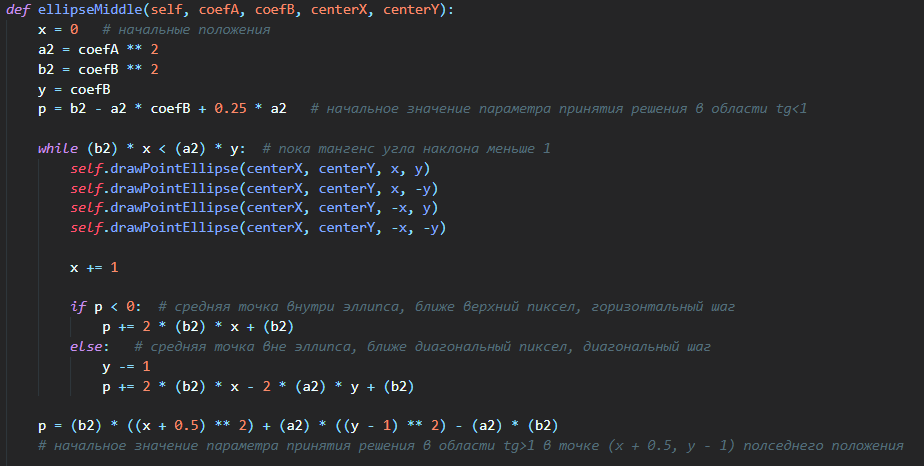 def ellipseMiddle(self, coefA, coefB, centerX, centerY):
x = 0 # начальные положения
a2 = coefA ** 2
b2 = coefB ** 2
y = coefB
p = b2 - a2 * coefB + 0.25 * a2 # начальное значение параметра принятия решения в области tg<1
while (b2) * x < (a2) * y: # пока тангенс угла наклона меньше 1
self.drawPointEllipse(centerX, centerY, x, y)
self.drawPointEllipse(centerX, centerY, x, -y)
self.drawPointEllipse(centerX, centerY, -x, y)
self.drawPointEllipse(centerX, centerY, -x, -y)
x += 1
if p < 0: # средняя точка внутри эллипса, ближе верхний пиксел, горизонтальный шаг
p += 2 * (b2) * x + (b2)
else: # средняя точка вне эллипса, ближе диагональный пиксел, диагональный шаг
y -= 1
p += 2 * (b2) * x - 2 * (a2) * y + (b2)
p = (b2) * ((x + 0.5) ** 2) + (a2) * ((y - 1) ** 2) - (a2) * (b2)
# начальное значение параметра принятия решения в области tg>1 в точке (x + 0.5, y - 1) полседнего положения